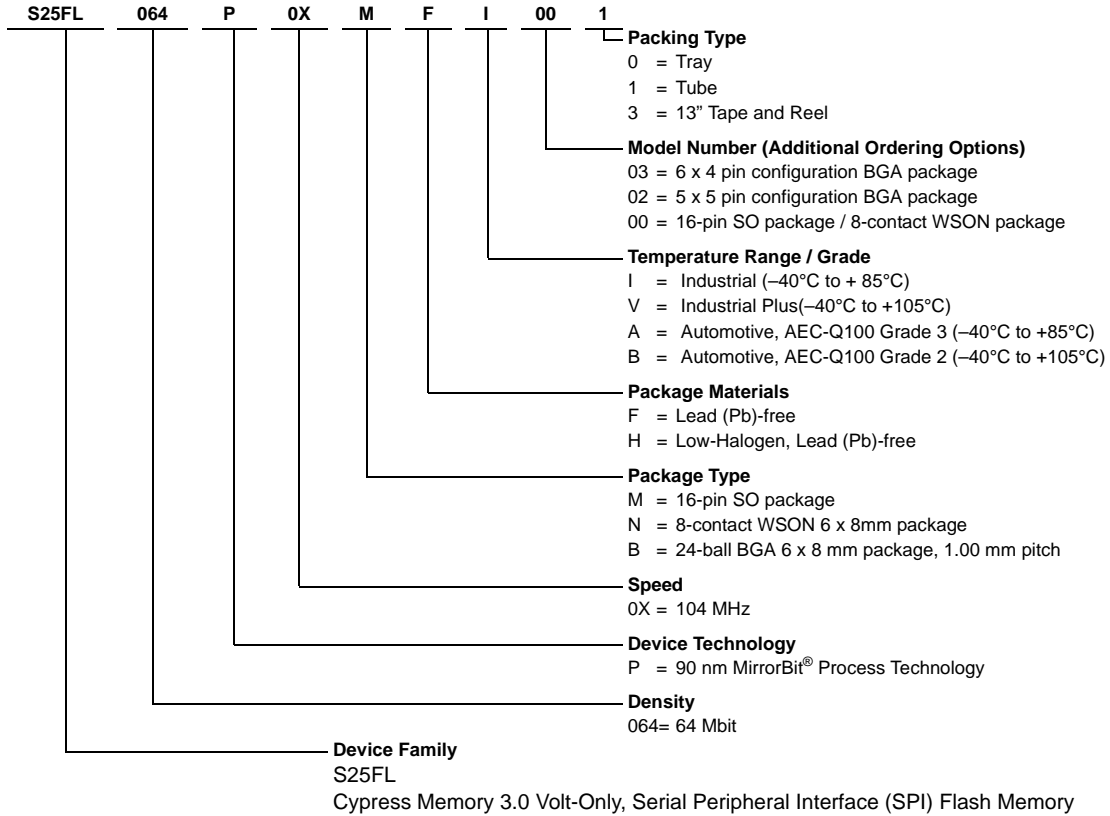 S25FL 064 P 0X M F I 00 1
Packing Type
0 = Tray
1 = Tube
3 = 13” Tape and Reel
Model Number (Additional Ordering Options)
03 = 6 x 4 pin configuration BGA package
02 = 5 x 5 pin configuration BGA package
00 = 16-pin SO package / 8-contact WSON package
Temperature Range / Grade
I = Industrial (–40°C to + 85°C)
V = Industrial Plus(–40°C to +105°C)
A = Automotive, AEC-Q100 Grade 3 (–40°C to +85°C)
B = Automotive, AEC-Q100 Grade 2 (–40°C to +105°C)
Package Materials
F = Lead (Pb)-free
H = Low-Halogen, Lead (Pb)-free
Package Type
M = 16-pin SO package
N = 8-contact WSON 6 x 8mm package
B = 24-ball BGA 6 x 8 mm package, 1.00 mm pitch
Speed
0X = 104 MHz
Device Technology
P = 90 nm MirrorBit® Process Technology
Density
064= 64 Mbit
Device Family
S25FL
Cypress Memory 3.0 Volt-Only, Serial Peripheral Interface (SPI) Flash Memory